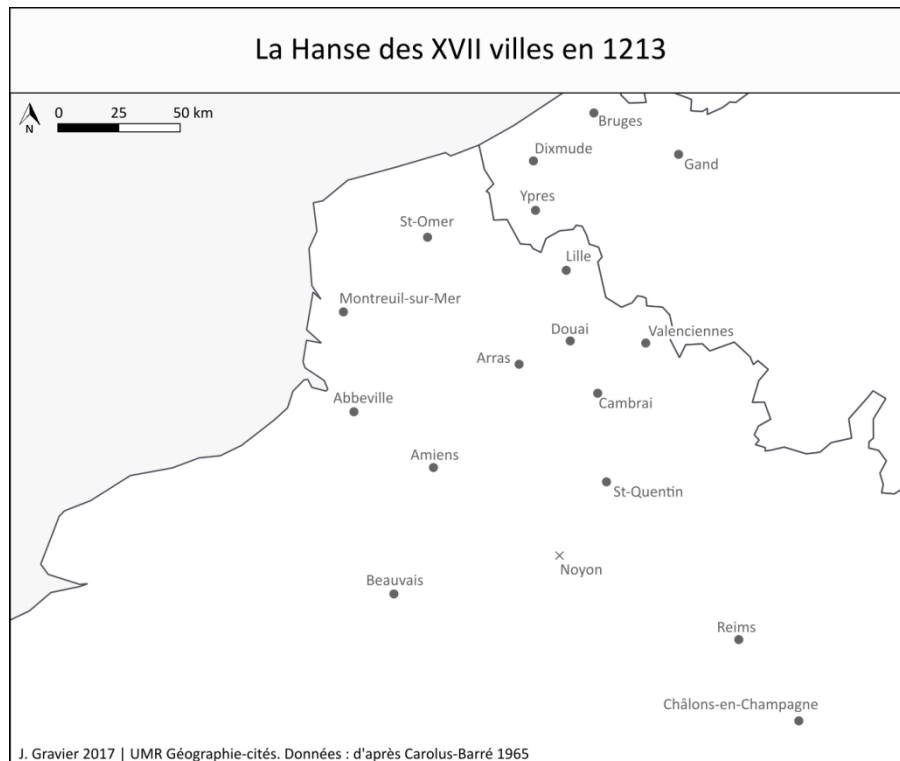 La Hanse des XVII villes en 1213
0 25 50 km
N
Bruges
Dixmude
Gand
Ypres
St-Omer
Lille
Montreuil-sur-Mer
Douai
Valenciennes
Arras
Abbeville
Cambrai
Amiens
St-Quentin
Noyon
Beauvais
Reims
Châlons-en-Champagne
J. Gravier 2017 | UMR Géographie-cités. Données : d'après Carolus-Barré 1965